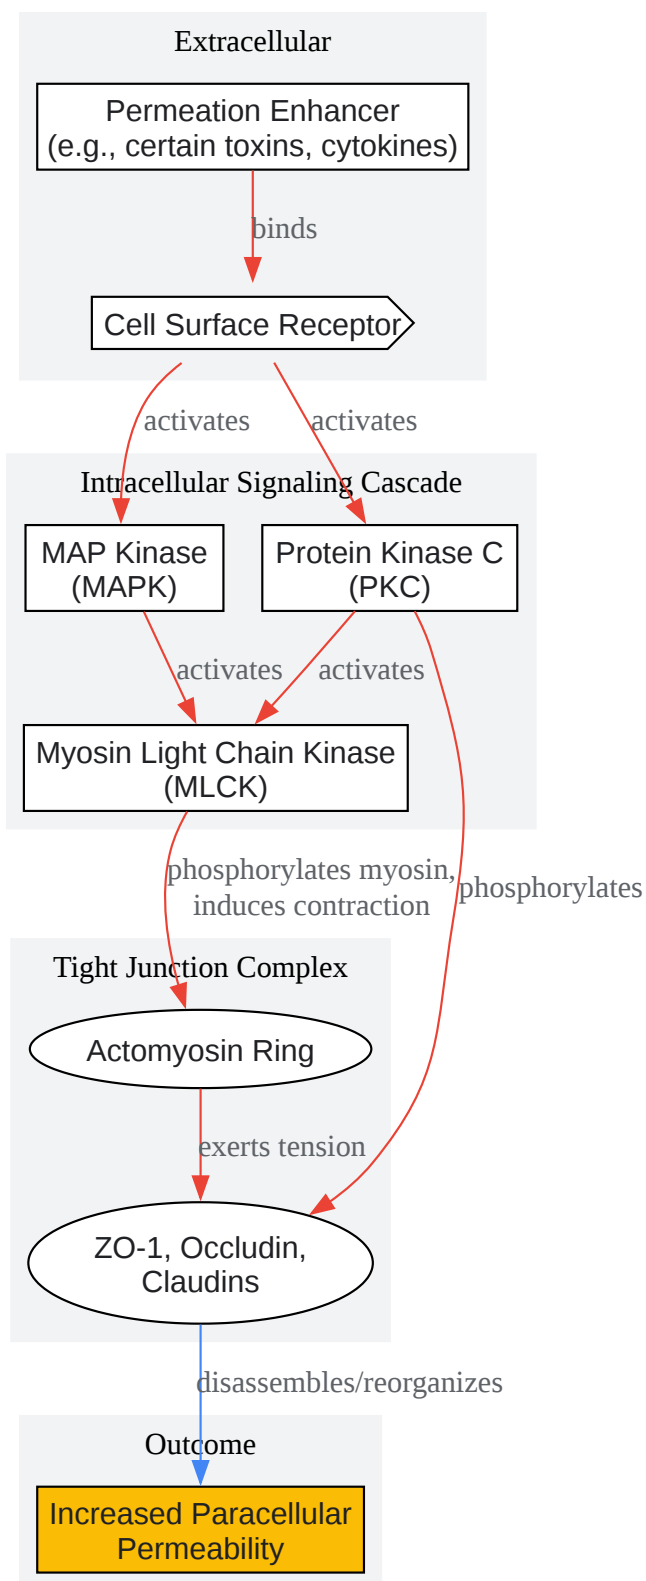 Extracellular
Permeation Enhancer
(e.g., certain toxins, cytokines)
binds
Cell Surface Receptor
activates
activates
Intracellular Signaling Cascade
MAP Kinase
(MAPK)
Protein Kinase C
(PKC)
activates
activates
Myosin Light Chain Kinase
(MLCK)
phosphorylates myosin,
induces contraction
phosphorylates
Tight Junction Complex
Actomyosin Ring
exerts tension
ZO-1, Occludin,
Claudins
disassembles/reorganizes
Outcome
Increased Paracellular
Permeability